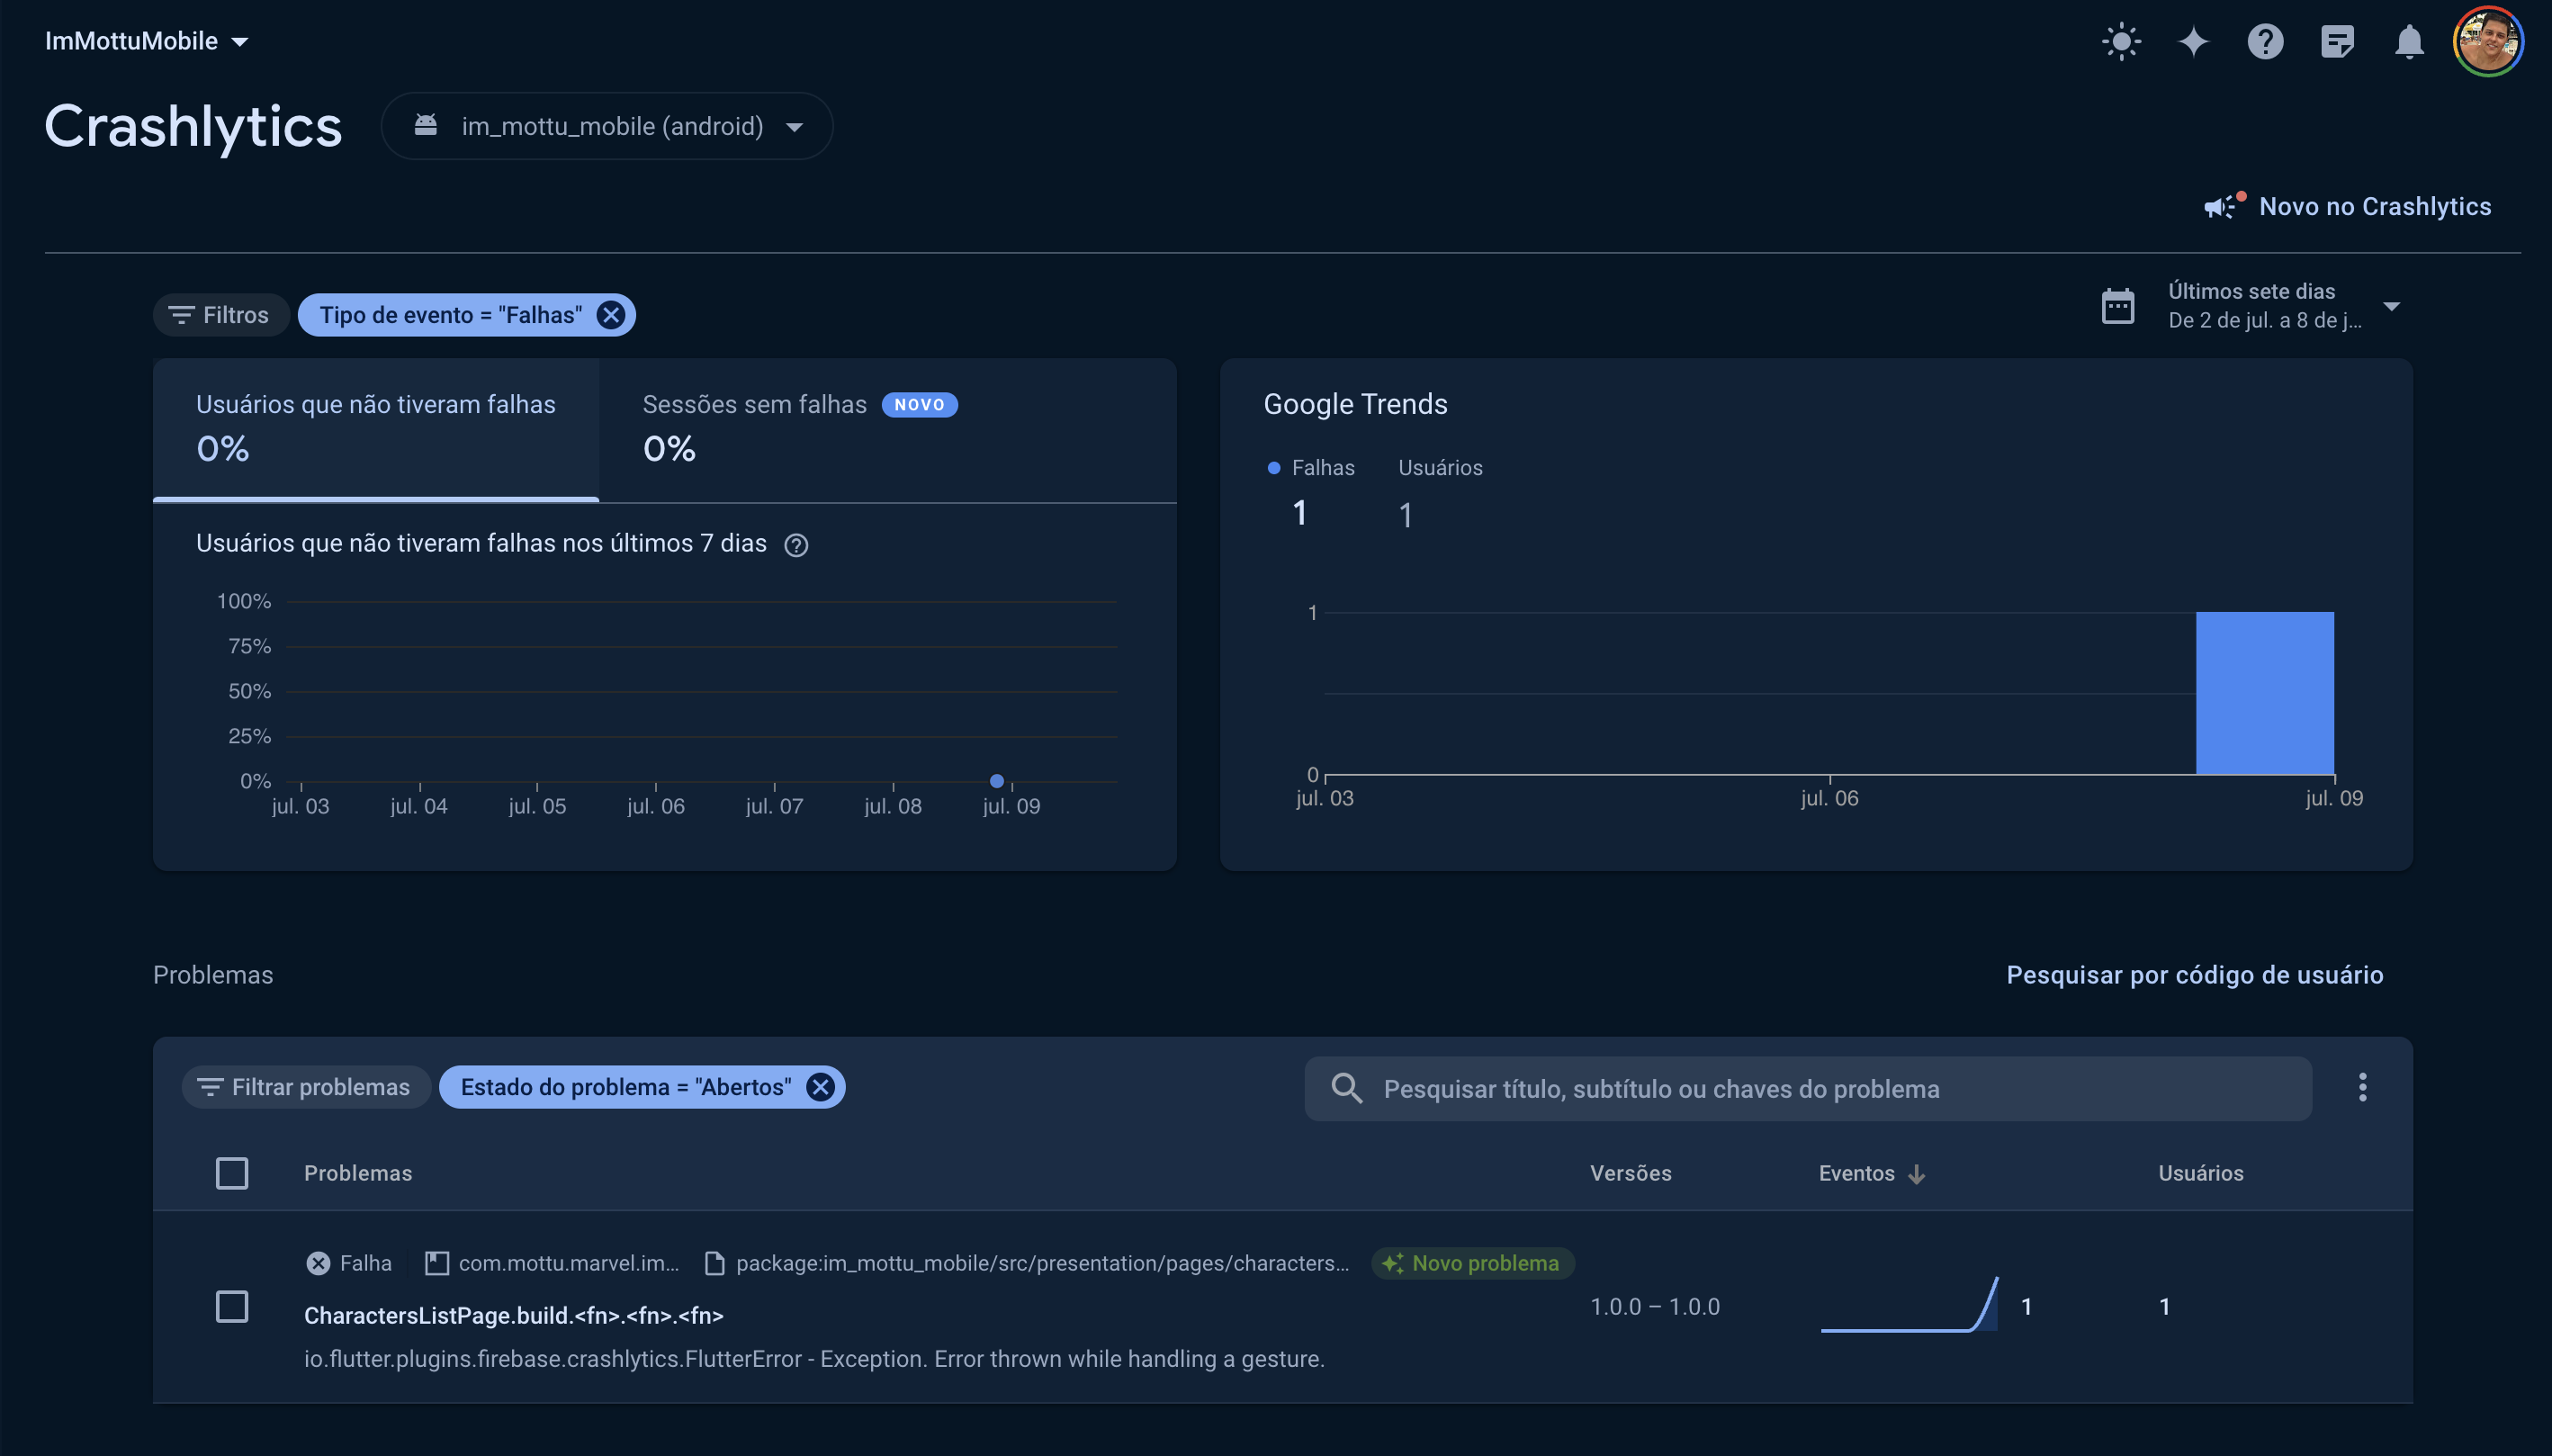 ImMottuMobile
Crashlytics
im_mottu_mobile (android)
Novo no Crashlytics
Filtros
Tipo de evento = "Falhas"
Últimos sete dias
De 2 de jul. a 8 de j...
Usuários que não tiveram falhas
0%
Sessões sem falhas NOVO
0%
Usuários que não tiveram falhas nos últimos 7 dias
100%
75%
50%
25%
0%
jul. 03 jul. 04 jul. 05 jul. 06 jul. 07 jul. 08 jul. 09
Google Trends
Falhas Usuários
1 1
1
0
jul. 03 jul. 06 jul. 09
Problemas
Pesquisar por código de usuário
Filtrar problemas
Estado do problema = "Abertos"
Pesquisar título, subtítulo ou chaves do problema
Problemas Versões Eventos Usuários
Falha com.mottu.marvel.im... package:im_mottu_mobile/src/presentation/pages/characters... Novo problema
CharactersListPage.build.<fn>.<fn>.<fn>
io.flutter.plugins.firebase.crashlytics.FlutterError - Exception. Error thrown while handling a gesture.
1.0.0 – 1.0.0 1 1